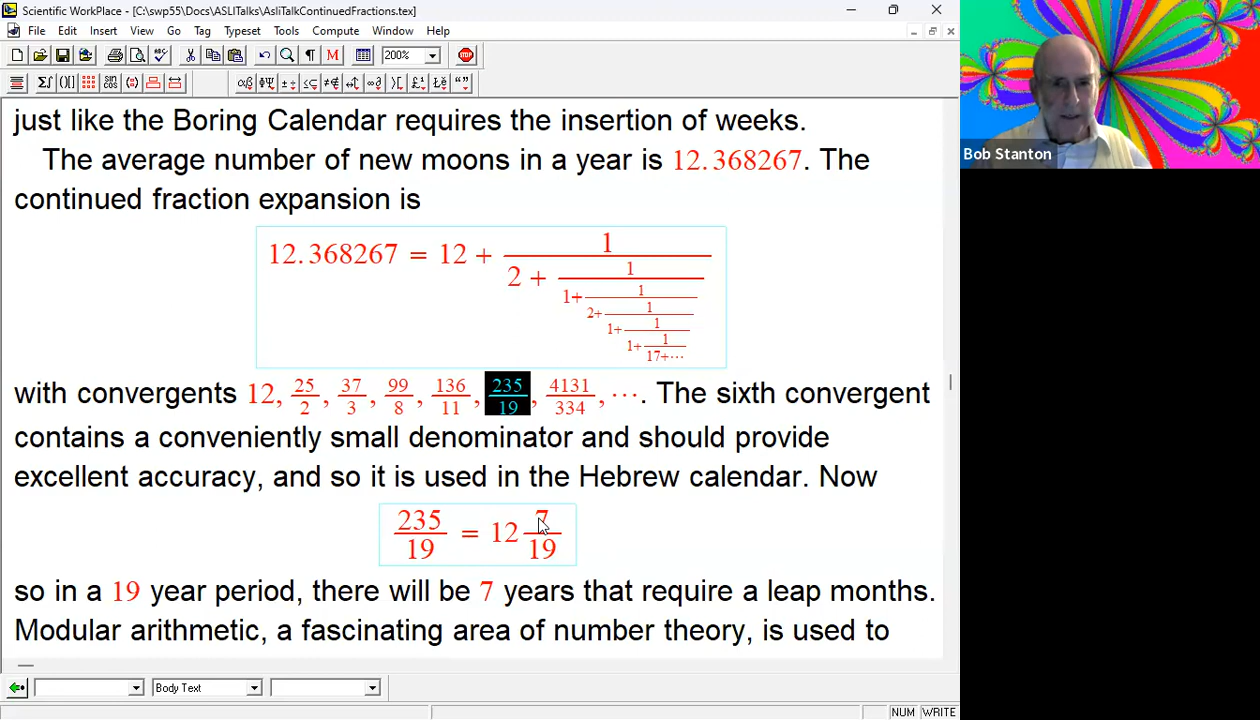 Scientific WorkPlace - [C:\swp55\Docs\ASLITalks\AsliTalkContinuedFractions.tex]
File Edit Insert View Go Tag Typeset Tools Compute Window Help
200%
just like the Boring Calendar requires the insertion of weeks.
The average number of new moons in a year is 12.368267. The
continued fraction expansion is
12.368267 = 12 + 1/(2 + 1/(1+ 1/(2+ 1/(1+ 1/(1+ 1/(17+⋯))))))
with convergents 12, 25/2, 37/3, 99/8, 136/11, 235/19, 4131/334, ⋯. The sixth convergent
contains a conveniently small denominator and should provide
excellent accuracy, and so it is used in the Hebrew calendar. Now
235/19 = 12 7/19
so in a 19 year period, there will be 7 years that require a leap months.
Modular arithmetic, a fascinating area of number theory, is used to
Body Text
NUM WRITE
Bob Stanton